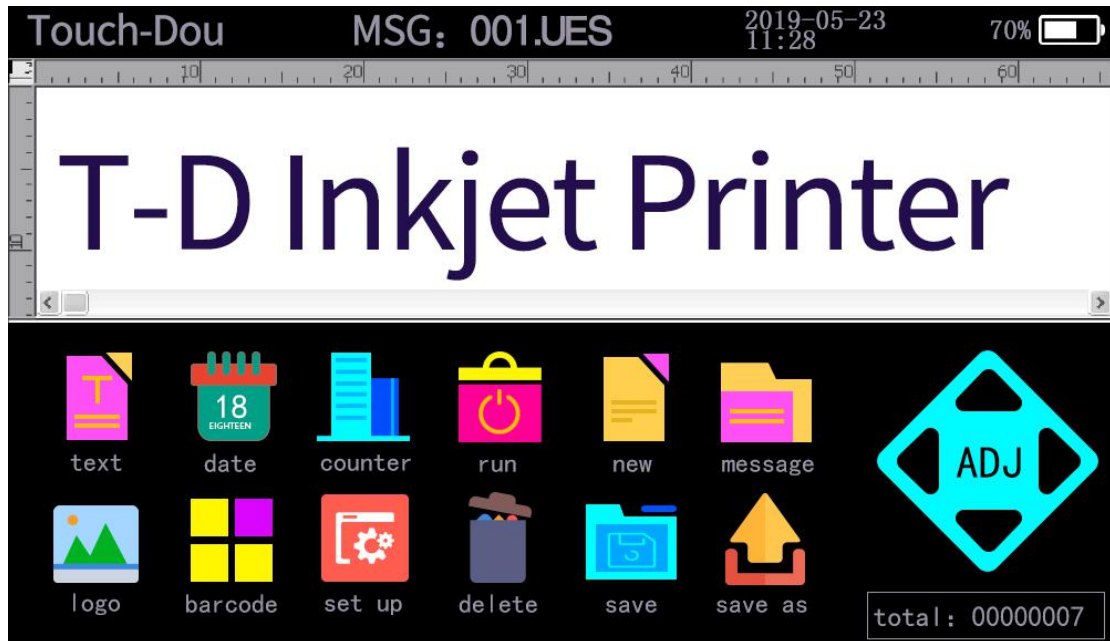 Touch-Dou MSG：001.UES 2019-05-23 70%
11:28
10 20 30 40 50 60
T-D Inkjet Printer
10
T 18
EIGHTEEN
text date counter run new message
ADJ
logo barcode set up delete save save as
total：00000007